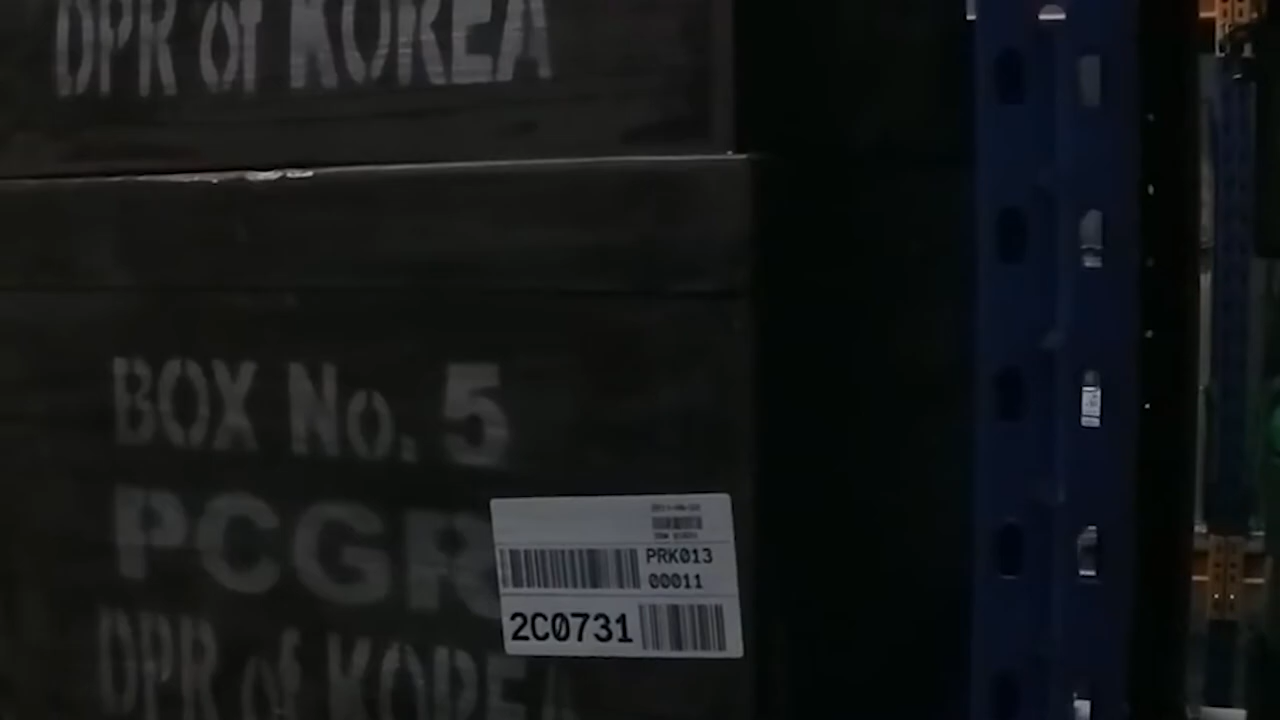 DPR of KOREA
BOX No. 5
PCGR
PRK013
00011
2C0731
DPR of KOREA